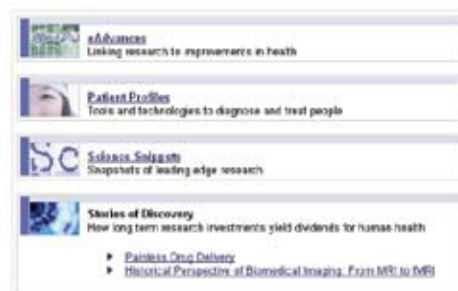 eAdvances
Linking research to improvements in health
Patient Profiles
Tools and technologies to diagnose and treat people
SC
Science Snippets
Snapshots of leading edge research
Stories of Discovery
How long term research investments yield dividends for human health
Painless Drug Delivery
Historical Perspective of Biomedical Imaging: From MRI to fMRI